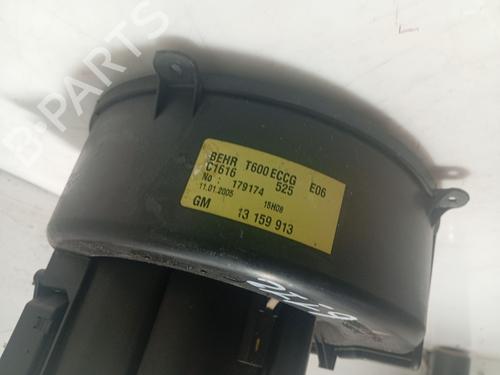 B-PARTS
BEHR T600 ECCG E06
C1616 525
No : 179174
11.01.2005 15H08
GM 13 159 913